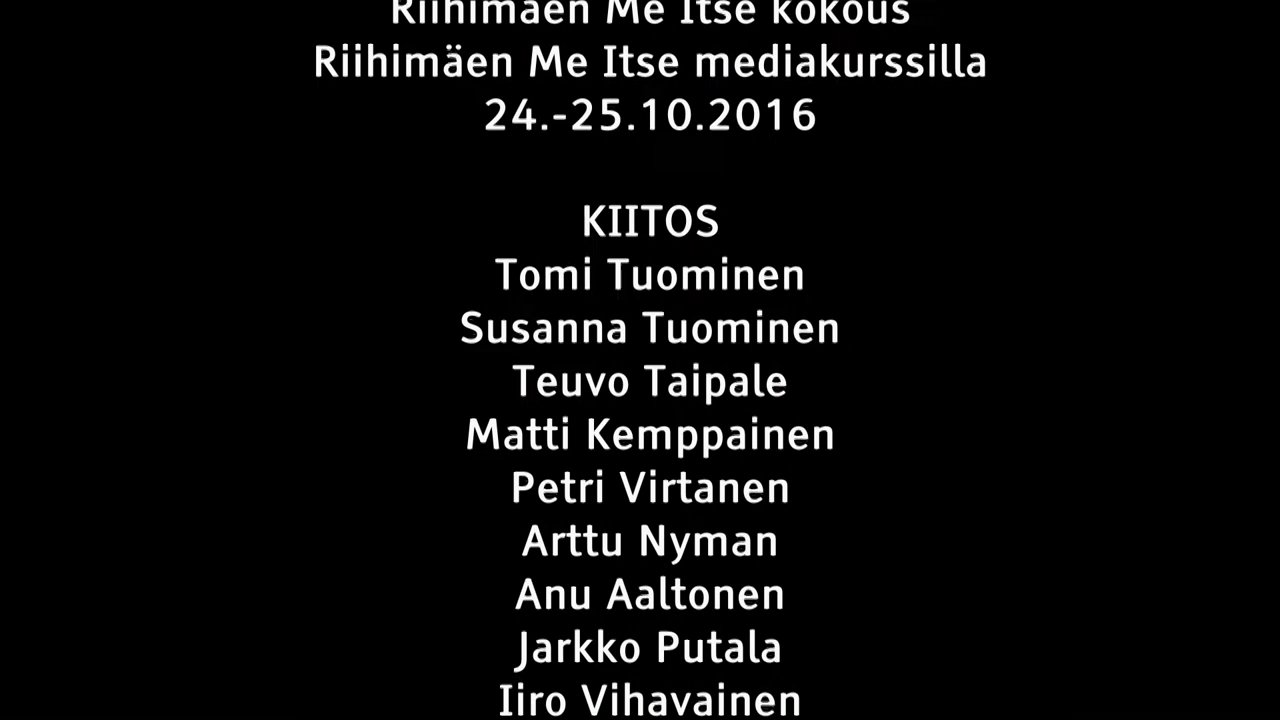 Riihimäen Me Itse kokous
Riihimäen Me Itse mediakurssilla
24.-25.10.2016
KIITOS
Tomi Tuominen
Susanna Tuominen
Teuvo Taipale
Matti Kemppainen
Petri Virtanen
Arttu Nyman
Anu Aaltonen
Jarkko Putala
Iiro Vihavainen